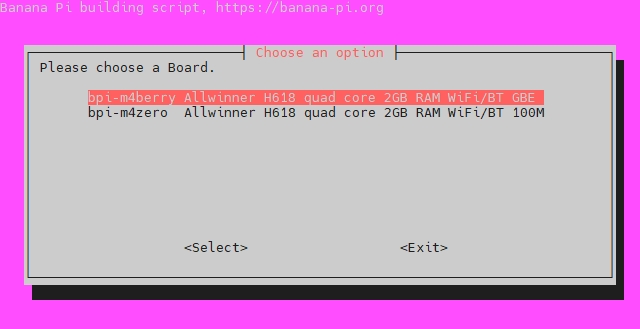 Banana Pi building script, https://banana-pi.org
Choose an option
Please choose a Board.
bpi-m4berry Allwinner H618 quad core 2GB RAM WiFi/BT GBE
bpi-m4zero Allwinner H618 quad core 2GB RAM WiFi/BT 100M
<Select> <Exit>